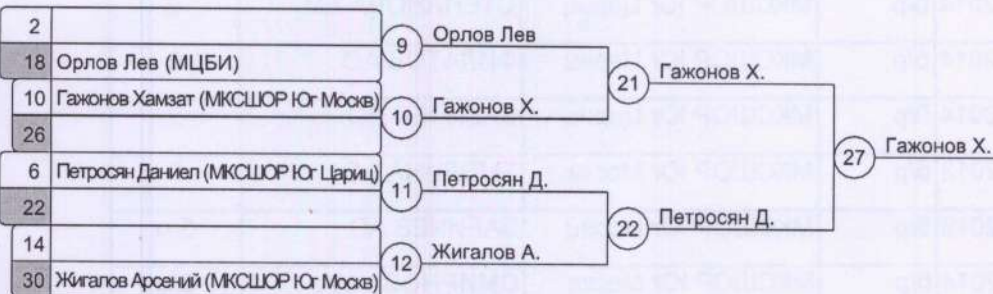 2
18 Орлов Лев (МЦБИ)
10 Гажонов Хамзат (МКСШОР Юг Москв)
26
6 Петросян Даниел (МКСШОР Юг Цариц)
22
14
30 Жигалов Арсений (МКСШОР Юг Москв)
9 Орлов Лев
10 Гажонов Х.
11 Петросян Д.
12 Жигалов А.
21 Гажонов Х.
22 Петросян Д.
27 Гажонов Х.